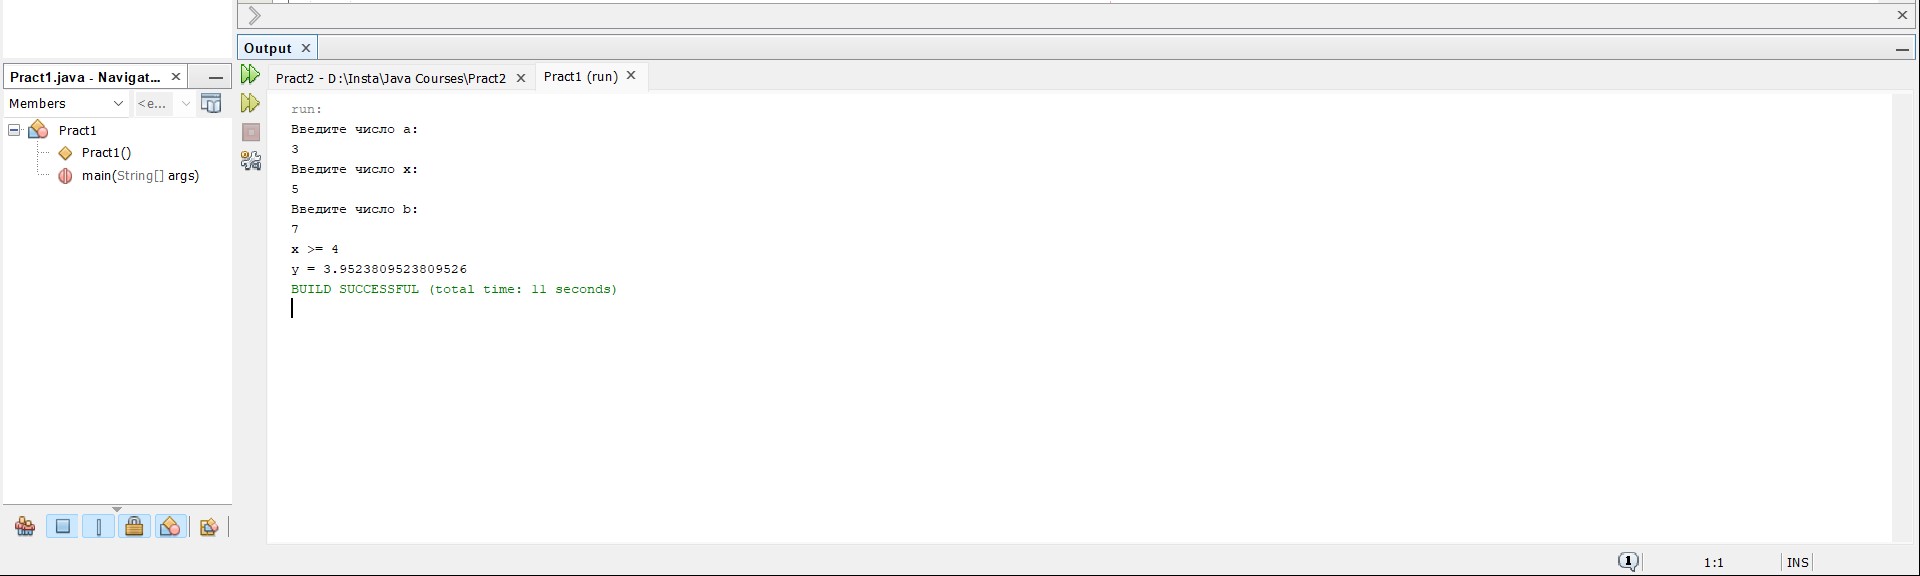 Output
Pract1.java - Navigat...
Members
<e...
Pract1
Pract1()
main(String[] args)
Pract2 - D:\Insta\Java Courses\Pract2
Pract1 (run)
run:
Введите число a:
3
Введите число x:
5
Введите число b:
7
x >= 4
y = 3.9523809523809526
BUILD SUCCESSFUL (total time: 11 seconds)
1
1:1
INS